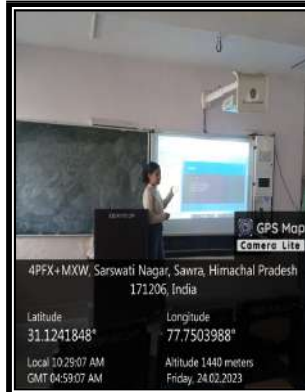 GPS Map
Camera Lite
4PFX+MXW, Sarswati Nagar, Sawra, Himachal Pradesh
171206, India
Latitude
Longitude
31.1241848°
77.7503988°
Local 10:29:07 AM
Altitude 1440 meters
GMT 04:59:07 AM
Friday, 24.02.2023